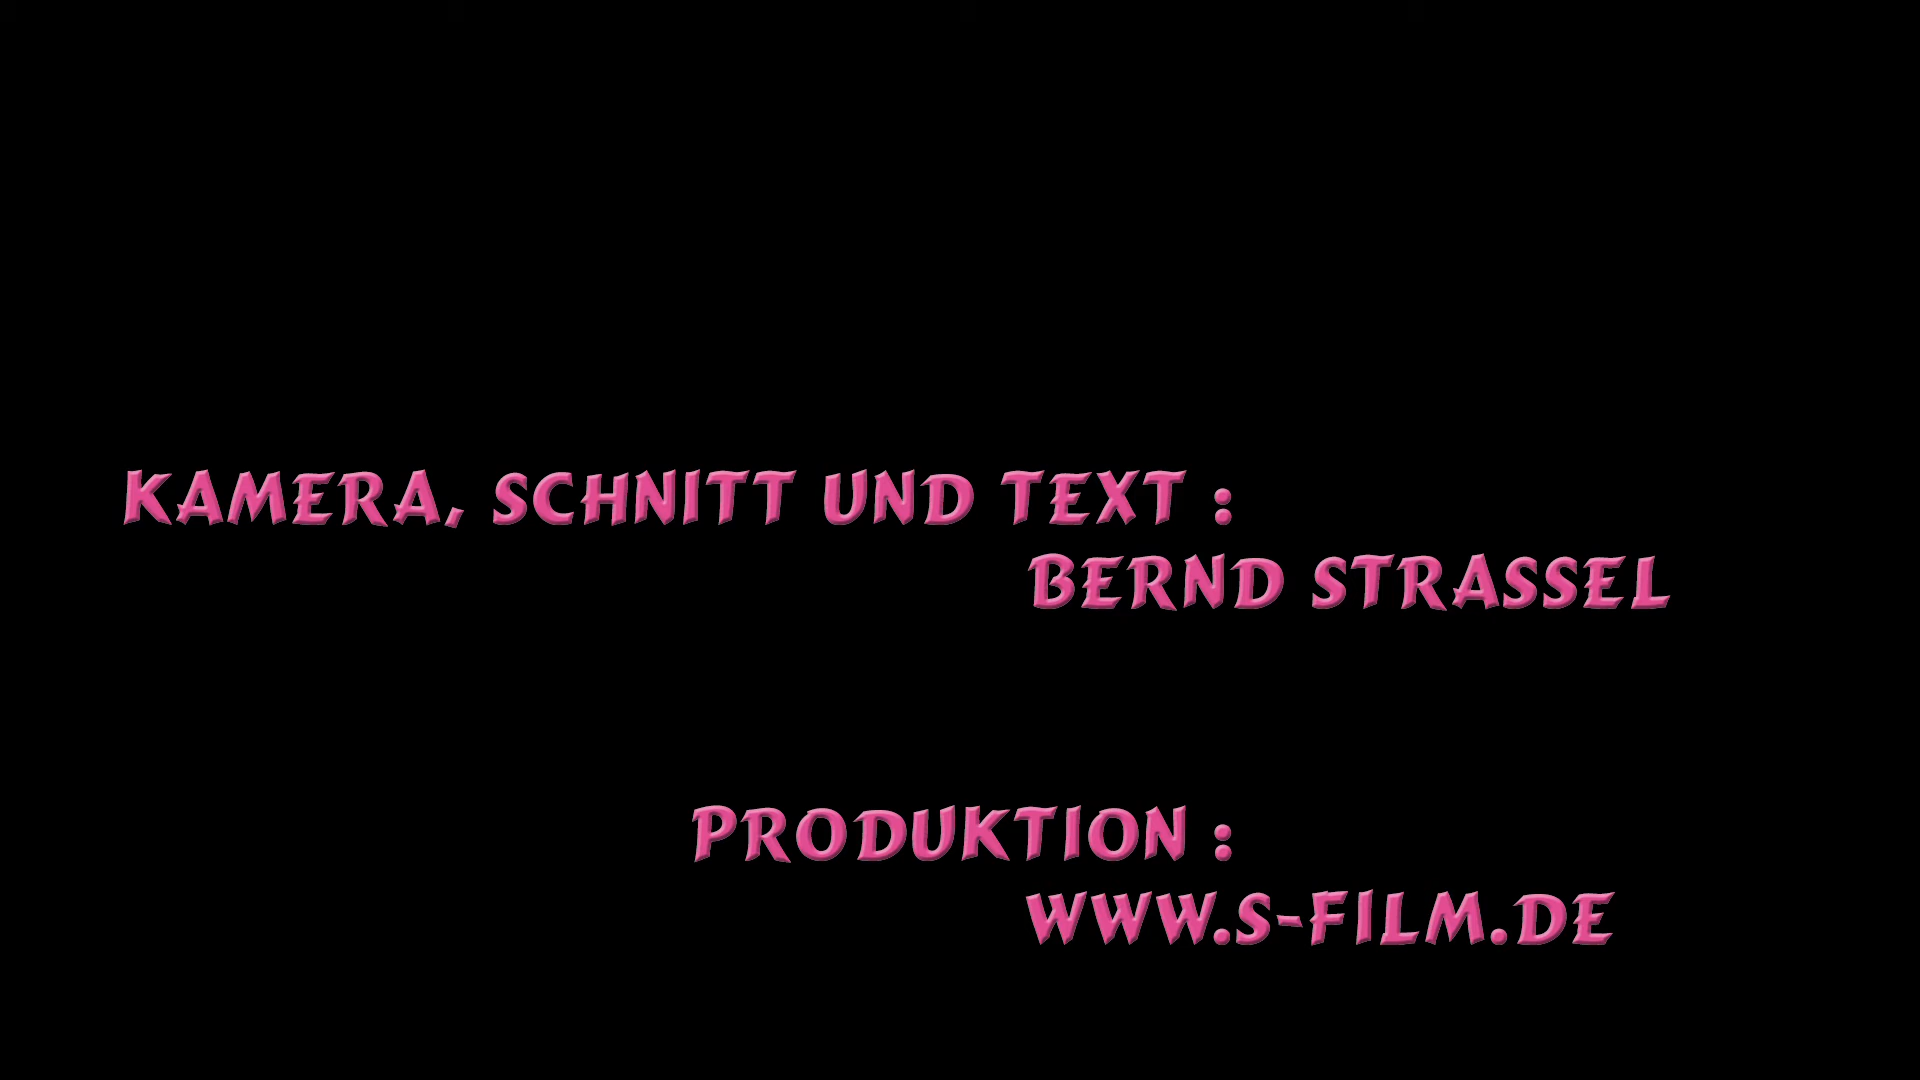 KAMERA, SCHNITT UND TEXT :
BERND STRASSEL
PRODUKTION :
WWW.S-FILM.DE